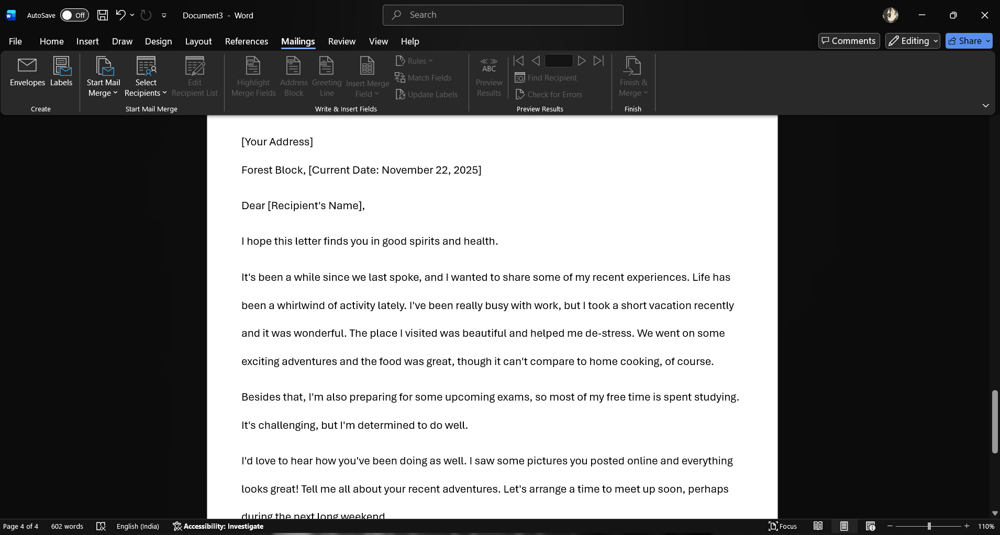 AutoSave Off Document3 - Word Search
File Home Insert Draw Design Layout References Mailings Review View Help Comments Editing Share
Envelopes Labels Start Mail Merge Select Recipients Edit Recipient List Highlight Merge Fields Address Block Greeting Line Insert Merge Field Rules Match Fields Update Labels ABC Preview Results Find Recipient Check for Errors Finish & Merge
Create Start Mail Merge Write & Insert Fields Preview Results Finish
[Your Address]
Forest Block, [Current Date: November 22, 2025]
Dear [Recipient's Name],
I hope this letter finds you in good spirits and health.
It's been a while since we last spoke, and I wanted to share some of my recent experiences. Life has
been a whirlwind of activity lately. I've been really busy with work, but I took a short vacation recently
and it was wonderful. The place I visited was beautiful and helped me de-stress. We went on some
exciting adventures and the food was great, though it can't compare to home cooking, of course.
Besides that, I'm also preparing for some upcoming exams, so most of my free time is spent studying.
It's challenging, but I'm determined to do well.
I'd love to hear how you've been doing as well. I saw some pictures you posted online and everything
looks great! Tell me all about your recent adventures. Let's arrange a time to meet up soon, perhaps
during the next long weekend
Page 4 of 4 602 words English (India) Accessibility: Investigate Focus 110%